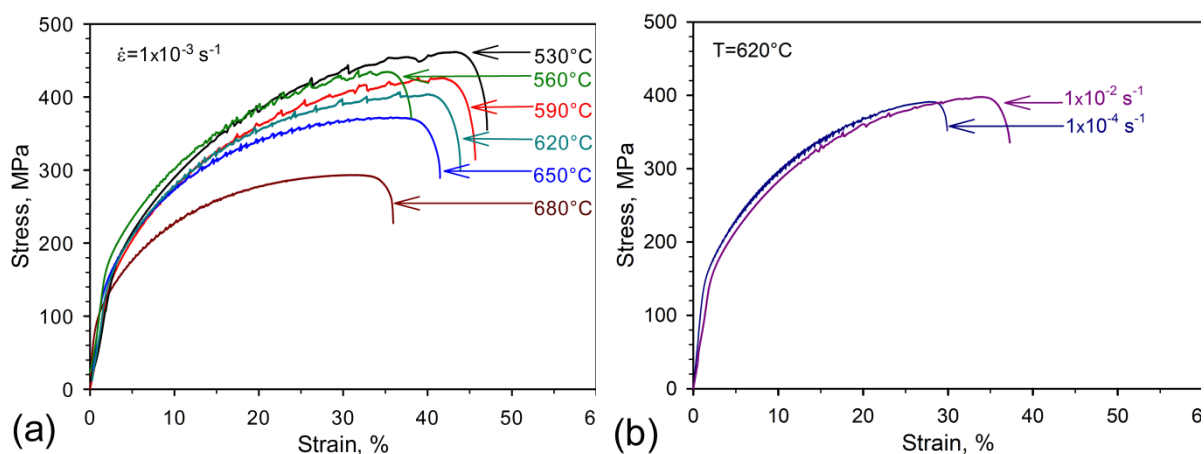 500
400
300
200
100
0
Stress, MPa
ε̇=1x10⁻³ s⁻¹
530°C
560°C
590°C
620°C
650°C
680°C
0 10 20 30 40 50 6
Strain, %
(a)
500
400
300
200
100
0
Stress, MPa
T=620°C
1x10⁻² s⁻¹
1x10⁻⁴ s⁻¹
0 10 20 30 40 50 6
Strain, %
(b)